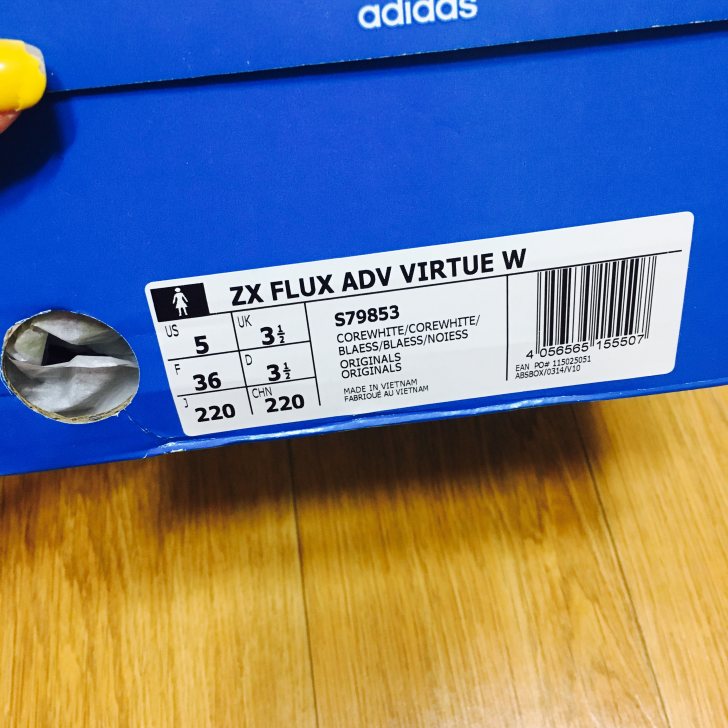 adidas
ZX FLUX ADV VIRTUE W
US 5 UK 3½
F 36 D 3½
J 220 CHN 220
S79853
COREWHITE/COREWHITE/
BLAESS/BLAESS/NOIESS
ORIGINALS
ORIGINALS
MADE IN VIETNAM
FABRIQUÉ AU VIETNAM
4 056565 155507
EAN PO# 115025051
ABSBOX/0314/V10